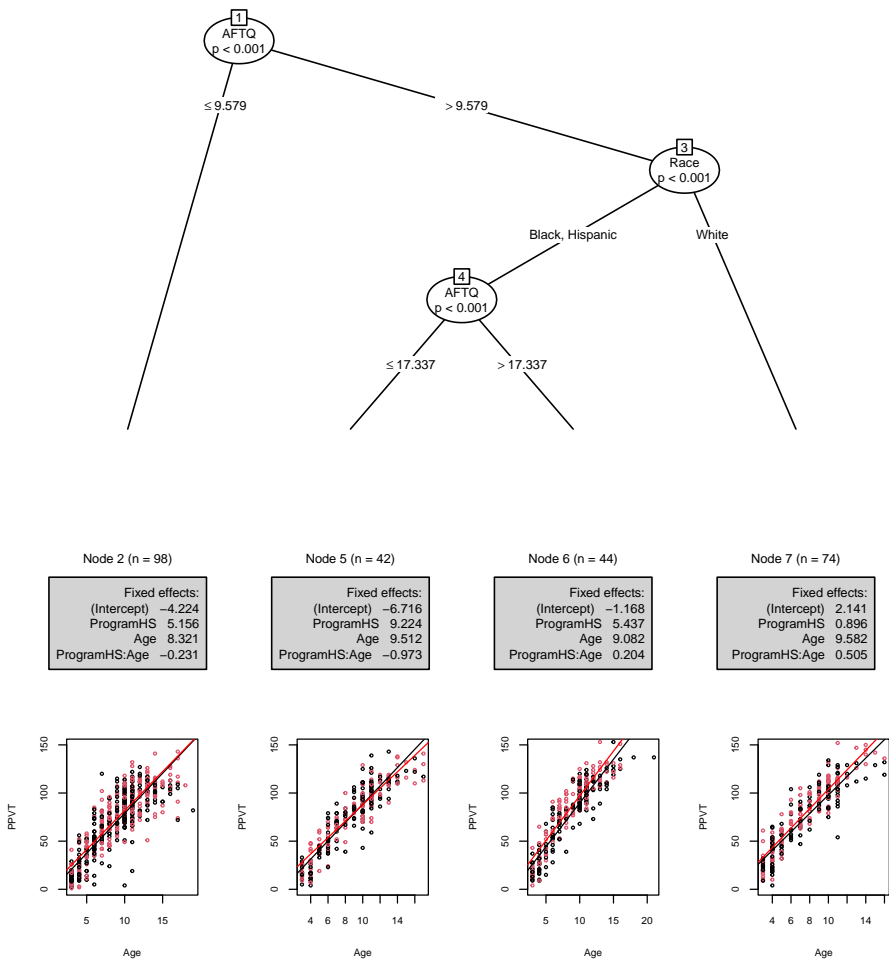 1
AFTQ
p < 0.001
≤ 9.579
> 9.579
3
Race
p < 0.001
Black, Hispanic
White
4
AFTQ
p < 0.001
≤ 17.337
> 17.337
Node 2 (n = 98)
Fixed effects:
(Intercept) −4.224
ProgramHS 5.156
Age 8.321
ProgramHS:Age −0.231
Node 5 (n = 42)
Fixed effects:
(Intercept) −6.716
ProgramHS 9.224
Age 9.512
ProgramHS:Age −0.973
Node 6 (n = 44)
Fixed effects:
(Intercept) −1.168
ProgramHS 5.437
Age 9.082
ProgramHS:Age 0.204
Node 7 (n = 74)
Fixed effects:
(Intercept) 2.141
ProgramHS 0.896
Age 9.582
ProgramHS:Age 0.505
PPVT
0 50 100 150
5 10 15
Age
PPVT
0 50 100 150
4 6 8 10 14
Age
PPVT
0 50 100 150
5 10 15 20
Age
PPVT
0 50 100 150
4 6 8 10 14
Age